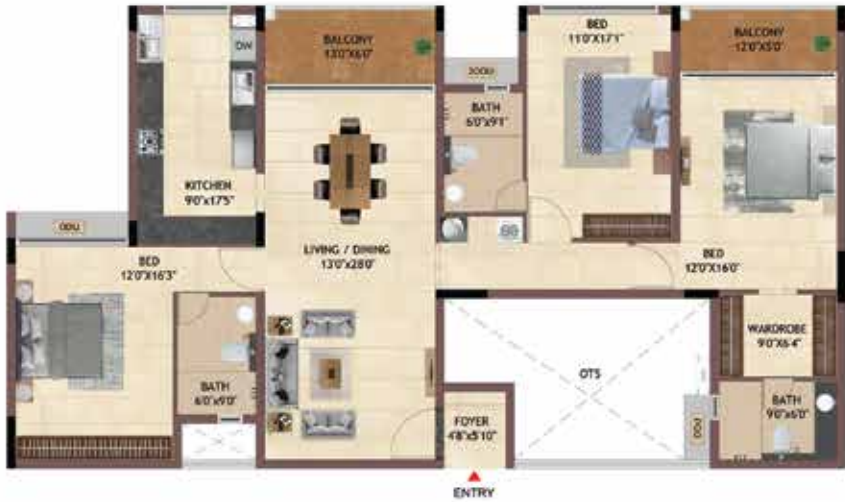 BALCONY
13'0"X6'0"
BED
11'0"X17'1"
BALCONY
12'0"X5'0"
DW
BATH
6'0"x9'1"
KITCHEN
9'0"x17'5"
ODU
BED
12'0"X16'3"
LIVING / DINING
13'0"x28'0"
BED
12'0"X16'0"
WARDROBE
9'0"X6'4"
OTS
BATH
6'0"x9'0"
FOYER
4'8"x5'10"
BATH
9'0"x6'0"
ENTRY